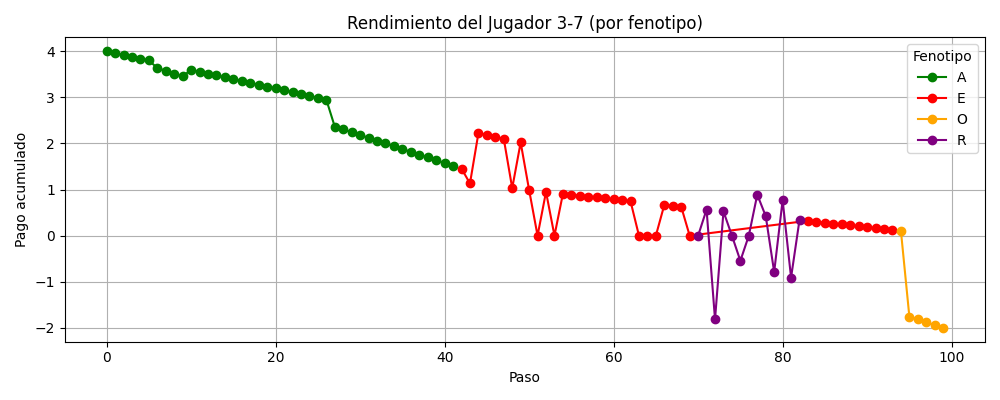 Rendimiento del Jugador 3-7 (por fenotipo)
Pago acumulado
4
3
2
1
0
−1
−2
0
20
40
60
80
100
Paso
Fenotipo
A
E
O
R